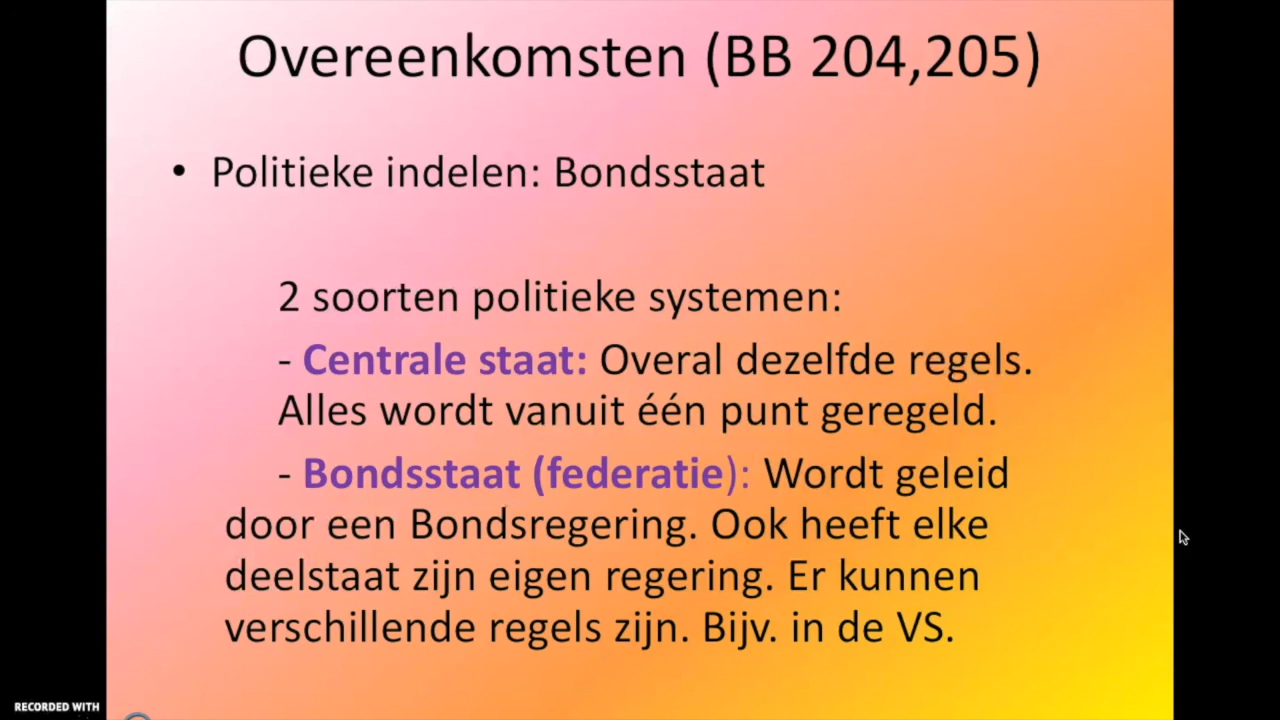 Overeenkomsten (BB 204,205)
• Politieke indelen: Bondsstaat
2 soorten politieke systemen:
- Centrale staat: Overal dezelfde regels.
Alles wordt vanuit één punt geregeld.
- Bondsstaat (federatie): Wordt geleid
door een Bondsregering. Ook heeft elke
deelstaat zijn eigen regering. Er kunnen
verschillende regels zijn. Bijv. in de VS.
RECORDED WITH